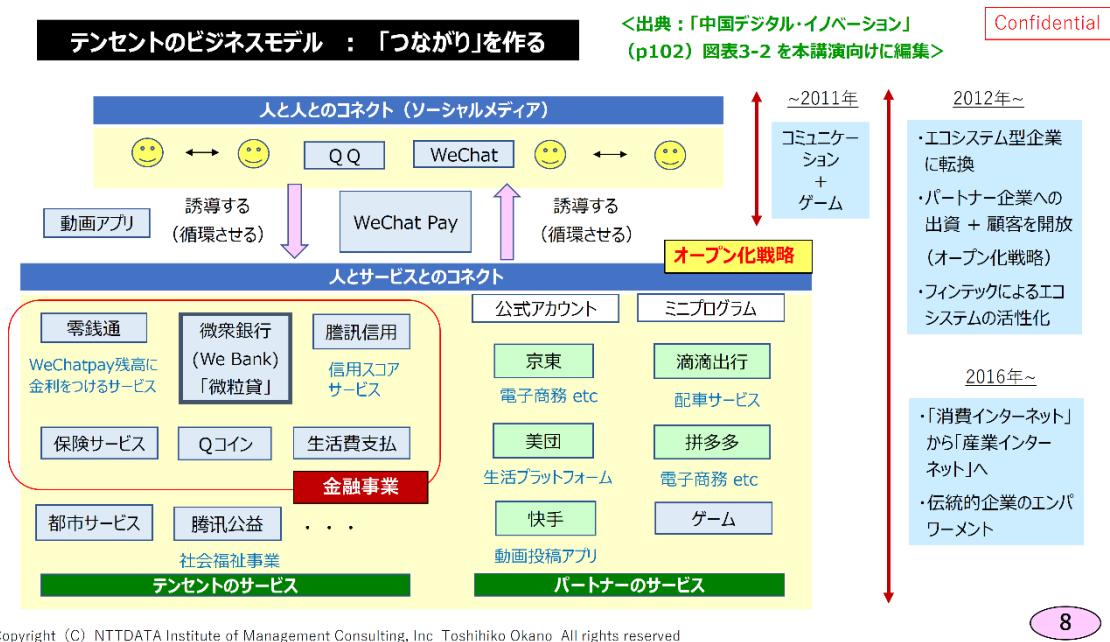 テンセントのビジネスモデル ： 「つながり」を作る
＜出典：「中国デジタル・イノベーション」
（p102）図表3-2 を本講演向けに編集＞
Confidential
人と人とのコネクト（ソーシャルメディア）
QQ
WeChat
動画アプリ
誘導する
（循環させる）
WeChat Pay
誘導する
（循環させる）
オープン化戦略
人とサービスとのコネクト
零銭通
WeChatpay残高に
金利をつけるサービス
微衆銀行
(We Bank)
「微粒貸」
騰訊信用
信用スコア
サービス
保険サービス
Qコイン
生活費支払
金融事業
都市サービス
腾讯公益
・・・
社会福祉事業
テンセントのサービス
公式アカウント
ミニプログラム
京東
電子商務 etc
滴滴出行
配車サービス
美団
生活プラットフォーム
拼多多
電子商務 etc
快手
動画投稿アプリ
ゲーム
パートナーのサービス
~2011年
コミュニケー
ション
+
ゲーム
2012年~
・エコシステム型企業
に転換
・パートナー企業への
出資 + 顧客を開放
（オープン化戦略）
・フィンテックによるエコ
システムの活性化
2016年~
・「消費インターネット」
から「産業インター
ネット」へ
・伝統的企業のエンパ
ワーメント
Copyright（C）NTTDATA Institute of Management Consulting, Inc Toshihiko Okano All rights reserved
8